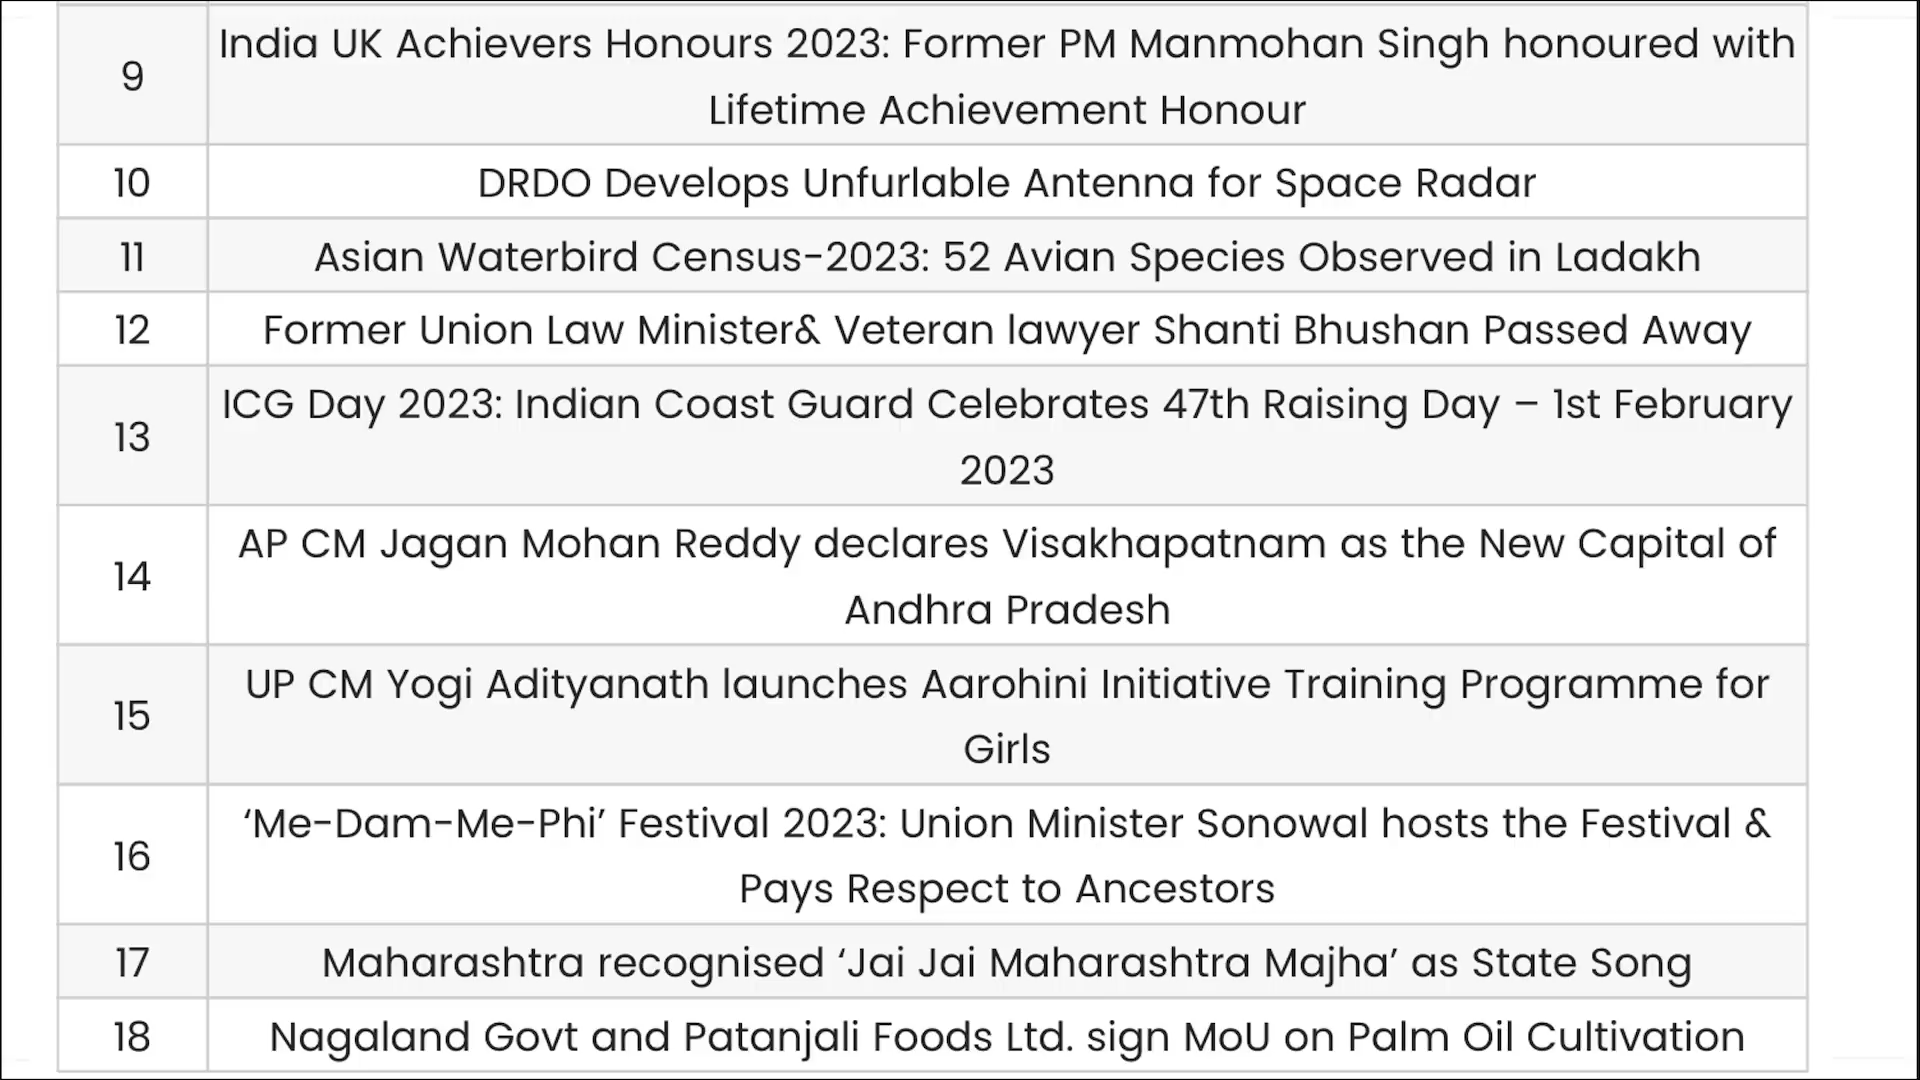 9
India UK Achievers Honours 2023: Former PM Manmohan Singh honoured with
Lifetime Achievement Honour
10
DRDO Develops Unfurlable Antenna for Space Radar
11
Asian Waterbird Census-2023: 52 Avian Species Observed in Ladakh
12
Former Union Law Minister& Veteran lawyer Shanti Bhushan Passed Away
13
ICG Day 2023: Indian Coast Guard Celebrates 47th Raising Day – 1st February
2023
14
AP CM Jagan Mohan Reddy declares Visakhapatnam as the New Capital of
Andhra Pradesh
15
UP CM Yogi Adityanath launches Aarohini Initiative Training Programme for
Girls
16
‘Me-Dam-Me-Phi’ Festival 2023: Union Minister Sonowal hosts the Festival &
Pays Respect to Ancestors
17
Maharashtra recognised ‘Jai Jai Maharashtra Majha’ as State Song
18
Nagaland Govt and Patanjali Foods Ltd. sign MoU on Palm Oil Cultivation